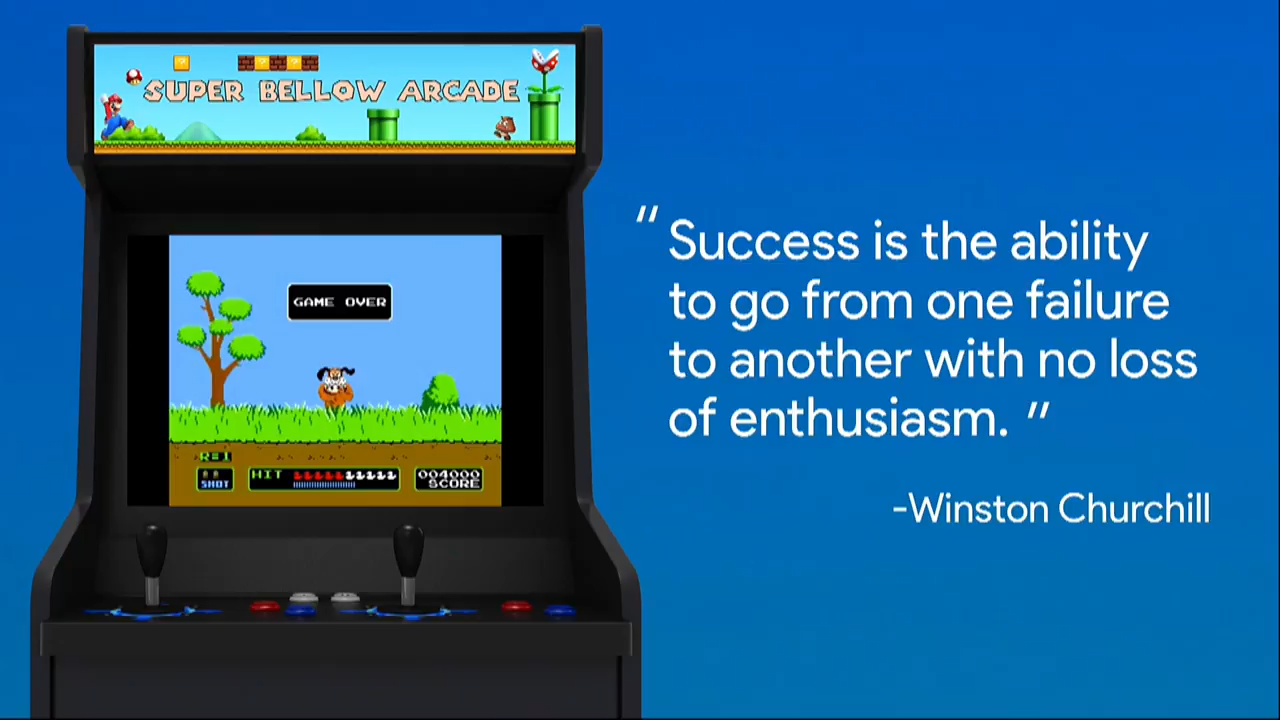 SUPER BELLOW ARCADE
GAME OVER
R=1
SHOT
HIT
004000
SCORE
" Success is the ability
to go from one failure
to another with no loss
of enthusiasm. "
-Winston Churchill